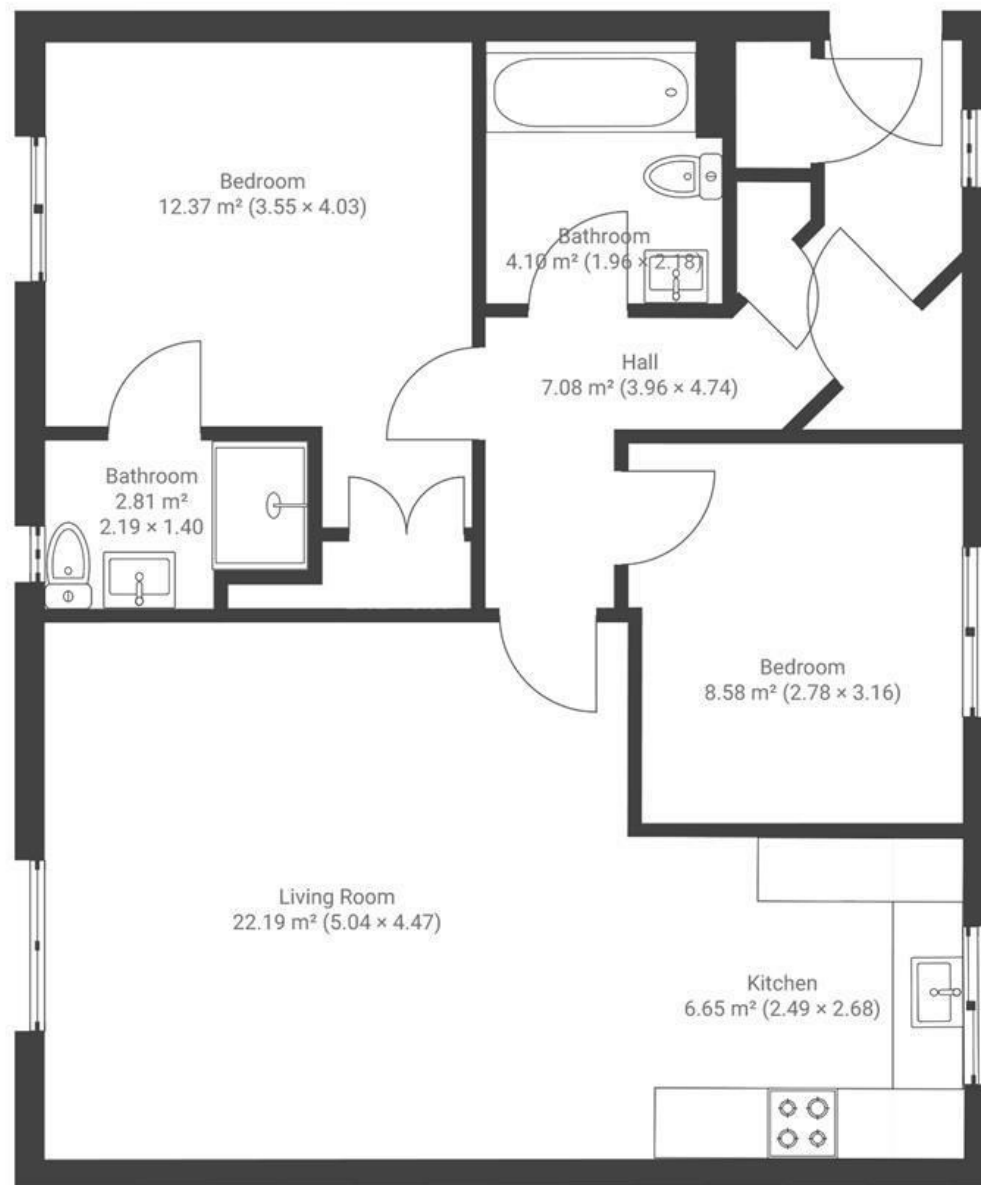 Bedroom
12.37 m² (3.55 × 4.03)
Bathroom
4.10 m² (1.96 × 2.18)
Hall
7.08 m² (3.96 × 4.74)
Bathroom
2.81 m²
2.19 × 1.40
Bedroom
8.58 m² (2.78 × 3.16)
Living Room
22.19 m² (5.04 × 4.47)
Kitchen
6.65 m² (2.49 × 2.68)